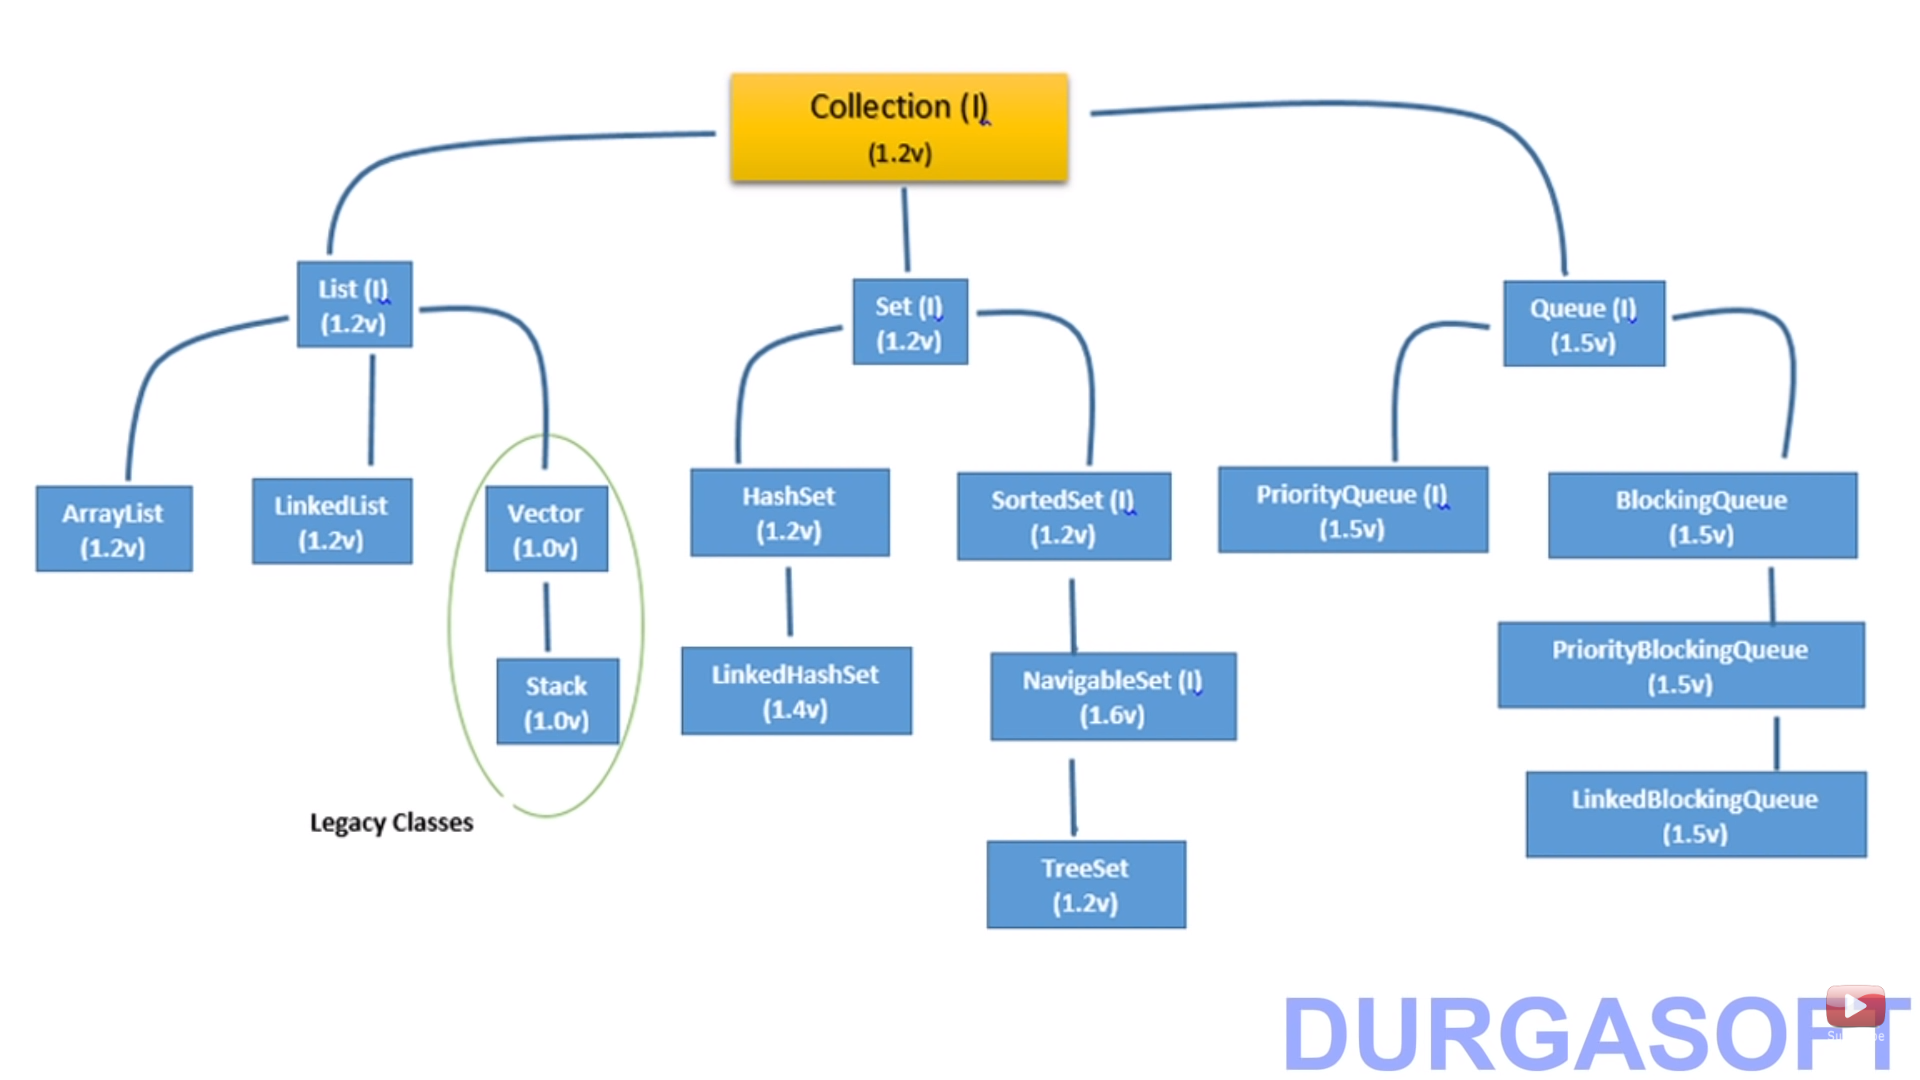 Collection (I)
(1.2v)
List (I)
(1.2v)
Set (I)
(1.2v)
Queue (I)
(1.5v)
ArrayList
(1.2v)
LinkedList
(1.2v)
Vector
(1.0v)
HashSet
(1.2v)
SortedSet (I)
(1.2v)
PriorityQueue (I)
(1.5v)
BlockingQueue
(1.5v)
Stack
(1.0v)
LinkedHashSet
(1.4v)
NavigableSet (I)
(1.6v)
PriorityBlockingQueue
(1.5v)
Legacy Classes
LinkedBlockingQueue
(1.5v)
TreeSet
(1.2v)
DURGASOFT